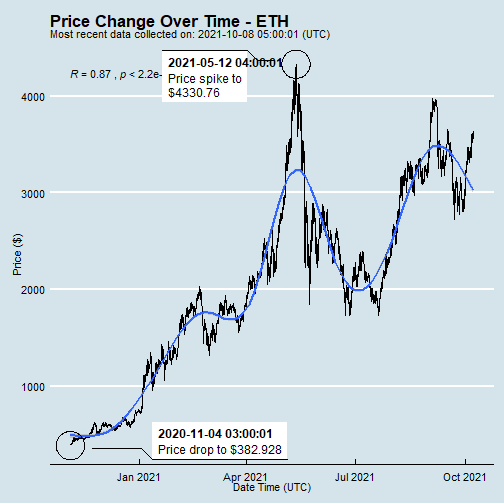 Price Change Over Time - ETH
Most recent data collected on: 2021-10-08 05:00:01 (UTC)
2021-05-12 04:00:01
Price spike to
$4330.76
R = 0.87 , p < 2.2e-
4000
3000
2000
1000
Price ($)
2020-11-04 03:00:01
Price drop to $382.928
Jan 2021
Apr 2021
Jul 2021
Oct 2021
Date Time (UTC)